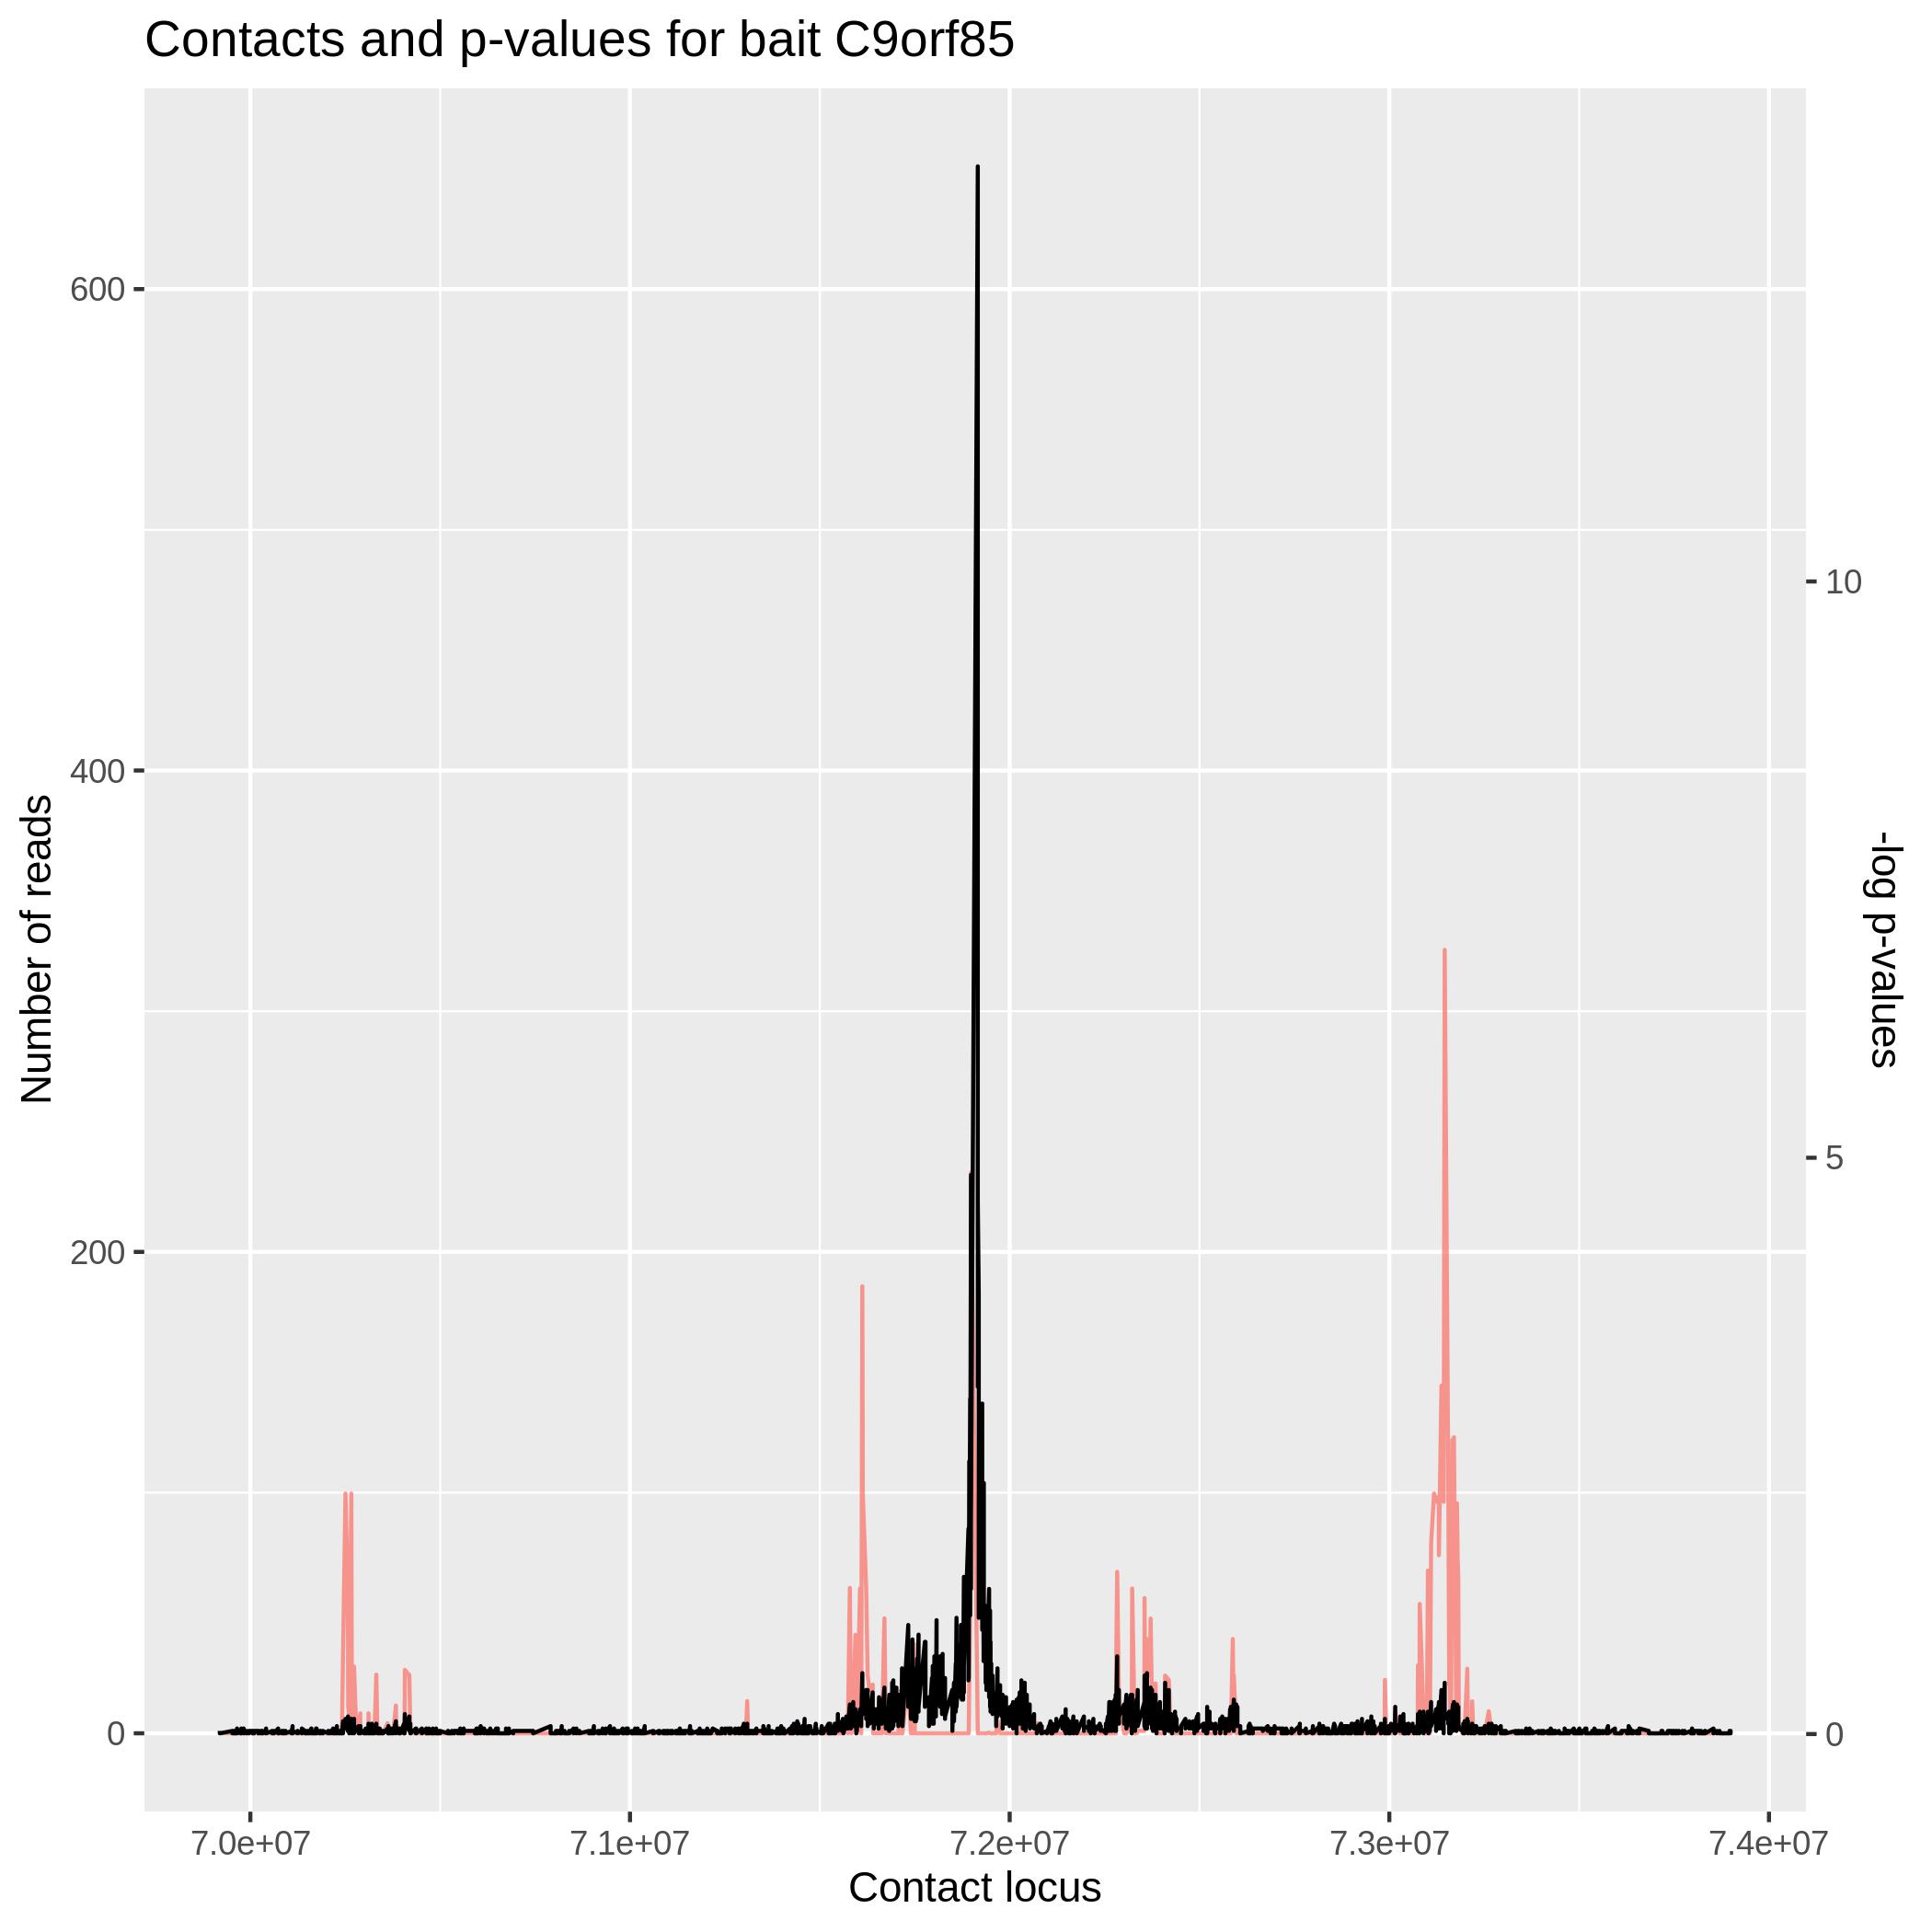 Contacts and p-values for bait C9orf85
600
400
200
0
Number of reads
10
5
0
-log p-values
7.0e+07
7.1e+07
7.2e+07
7.3e+07
7.4e+07
Contact locus